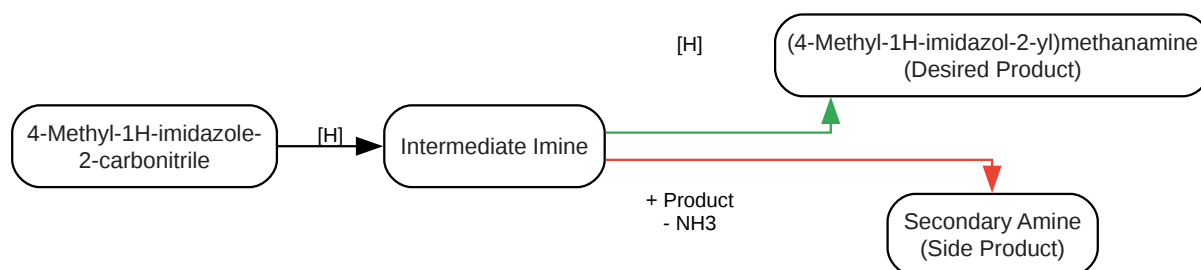 [H]
(4-Methyl-1H-imidazol-2-yl)methanamine
(Desired Product)
4-Methyl-1H-imidazole-
2-carbonitrile
[H]
Intermediate Imine
+ Product
- NH3
Secondary Amine
(Side Product)